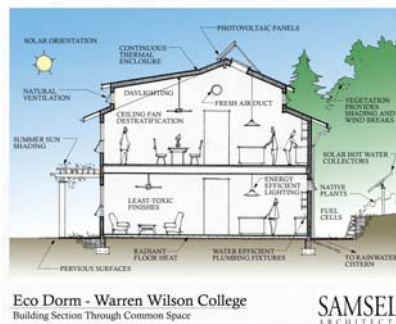 PHOTOVOLTAIC PANELS
SOLAR ORIENTATION
CONTINUOUS
THERMAL
ENCLOSURE
NATURAL
VENTILATION
DAYLIGHTING
FRESH AIR DUCT
CEILING FAN
DESTRATIFICATION
VEGETATION
PROVIDES
SHADING AND
WIND BREAKS
SUMMER SUN
SHADING
SOLAR HOT WATER
COLLECTORS
ENERGY
EFFICIENT
LIGHTING
NATIVE
PLANTS
LEAST-TOXIC
FINISHES
FUEL
CELLS
PERVIOUS SURFACES
RADIANT
FLOOR HEAT
WATER EFFICIENT
PLUMBING FIXTURES
TO RAINWATER
CISTERN
Eco Dorm - Warren Wilson College
Building Section Through Common Space
SAMSEL
ARCHITECTS